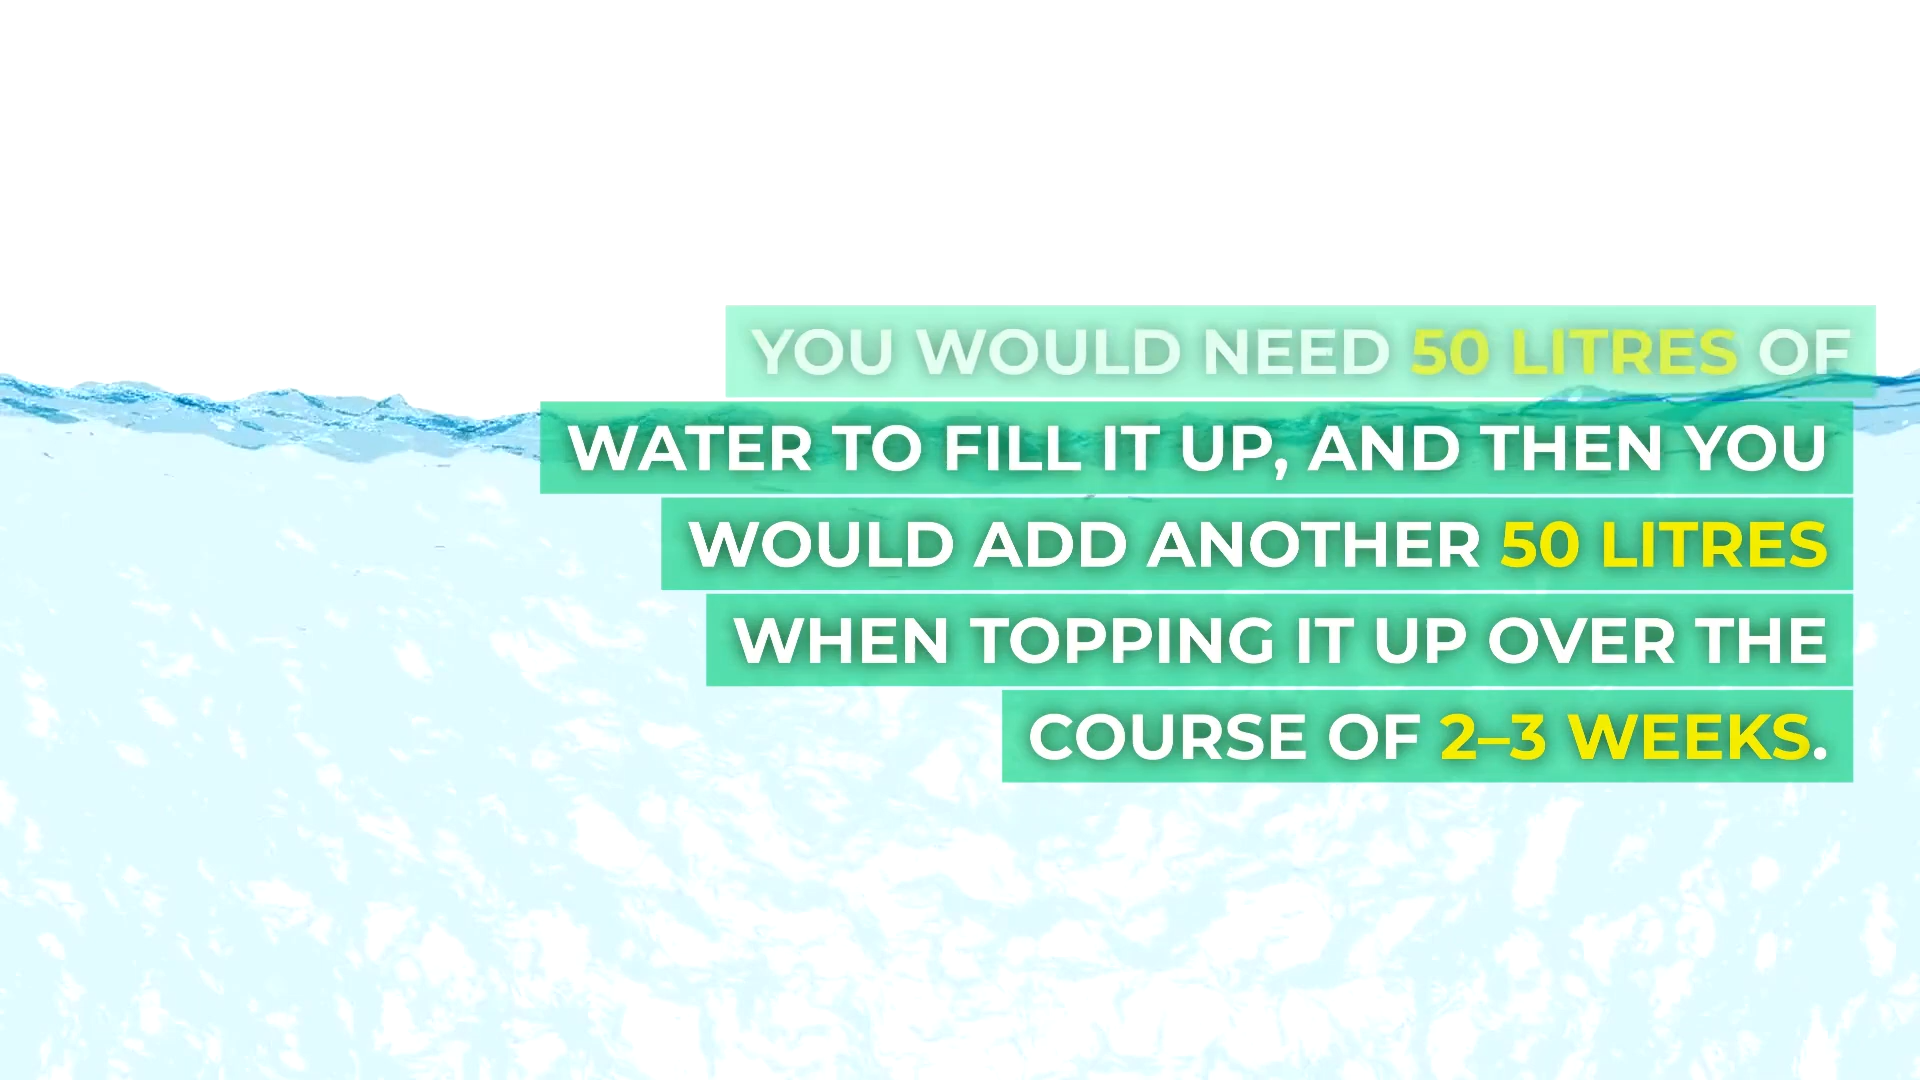 YOU WOULD NEED 50 LITRES OF
WATER TO FILL IT UP, AND THEN YOU
WOULD ADD ANOTHER 50 LITRES
WHEN TOPPING IT UP OVER THE
COURSE OF 2–3 WEEKS.